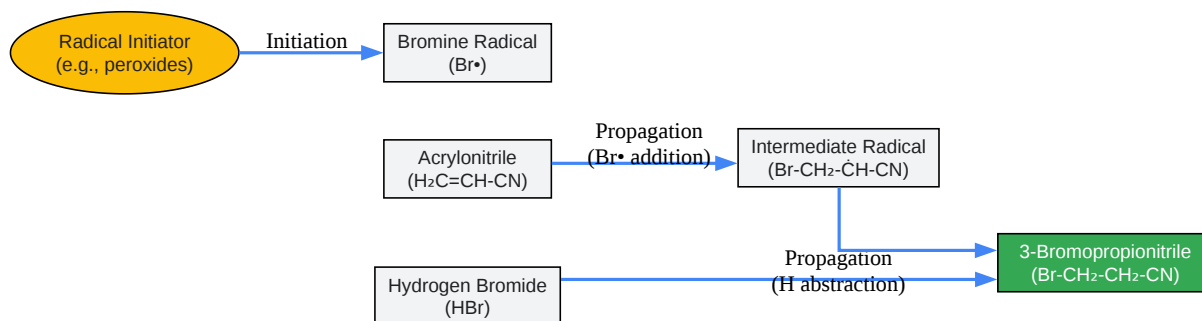 Radical Initiator
(e.g., peroxides)
Initiation
Bromine Radical
(Br•)
Acrylonitrile
(H₂C=CH-CN)
Propagation
(Br• addition)
Intermediate Radical
(Br-CH₂-ĊH-CN)
Hydrogen Bromide
(HBr)
Propagation
(H abstraction)
3-Bromopropionitrile
(Br-CH₂-CH₂-CN)